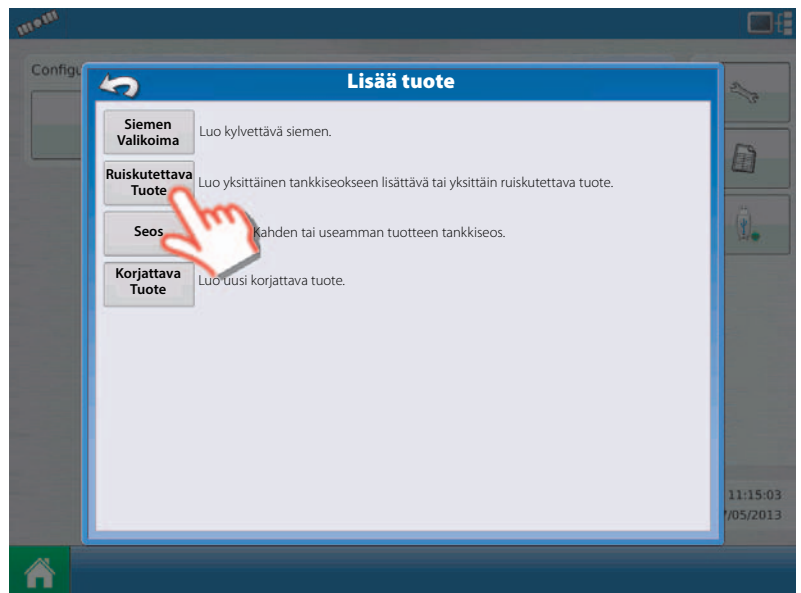 Configu
Lisää tuote
Siemen
Valikoima
Luo kylvettävä siemen.
Ruiskutettava
Tuote
Luo yksittäinen tankkiseokseen lisättävä tai yksittäin ruiskutettava tuote.
Seos
Kahden tai useamman tuotteen tankkiseos.
Korjattava
Tuote
Luo uusi korjattava tuote.
11:15:03
/05/2013